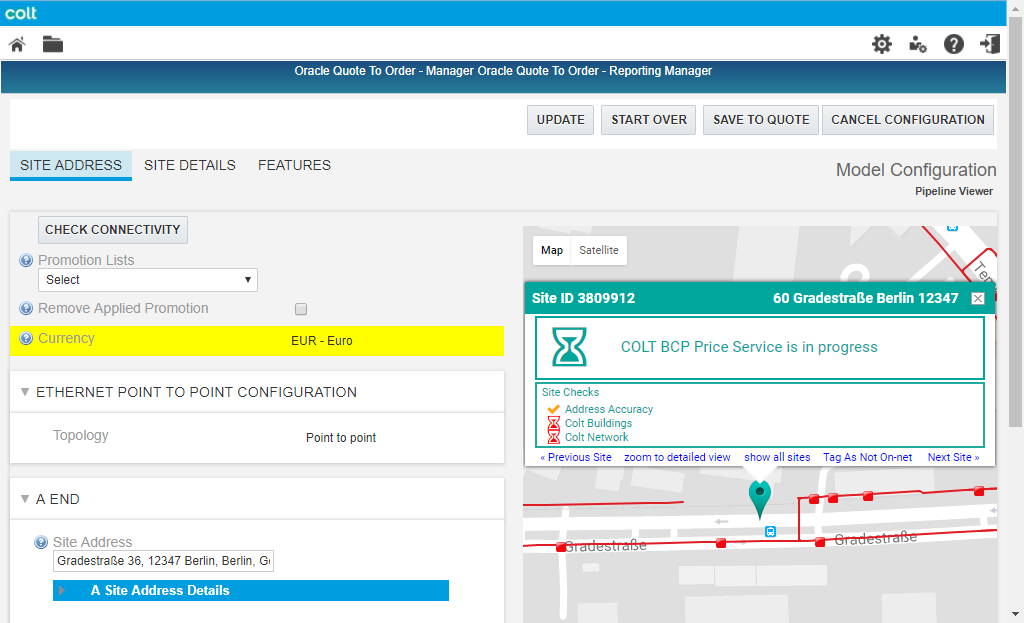 colt
Oracle Quote To Order - Manager Oracle Quote To Order - Reporting Manager
UPDATE
START OVER
SAVE TO QUOTE
CANCEL CONFIGURATION
SITE ADDRESS
SITE DETAILS
FEATURES
Model Configuration
Pipeline Viewer
CHECK CONNECTIVITY
Promotion Lists
Select
Remove Applied Promotion
Currency
EUR - Euro
ETHERNET POINT TO POINT CONFIGURATION
Topology
Point to point
A END
Site Address
Gradestraße 36, 12347 Berlin, Berlin, Ge
A Site Address Details
Map
Satellite
Tem
Site ID 3809912
60 Gradestraße Berlin 12347
COLT BCP Price Service is in progress
Site Checks
Address Accuracy
Colt Buildings
Colt Network
« Previous Site
zoom to detailed view
show all sites
Tag As Not On-net
Next Site »
Gradestraße
Gradestraße